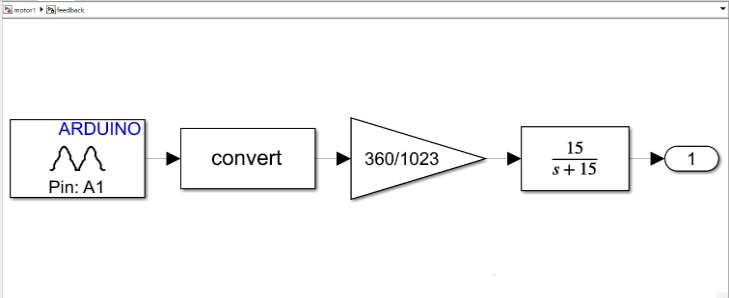 motor1 feedback
ARDUINO
Pin: A1
convert
360/1023
15
s + 15
1